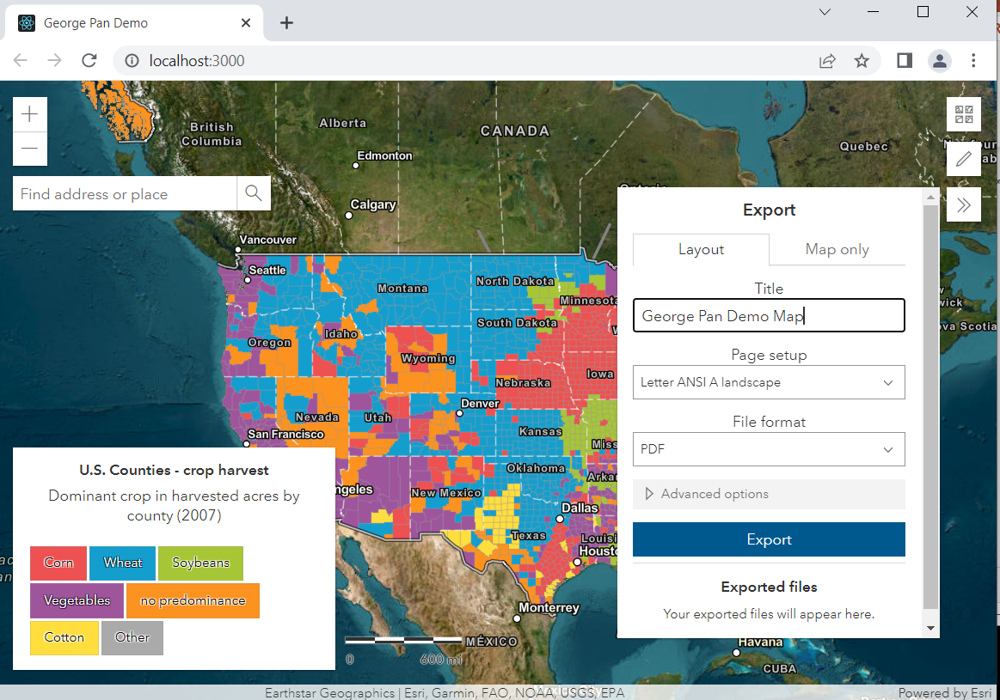 George Pan Demo
localhost:3000
British
Columbia
Alberta
CANADA
Quebec
Edmonton
Find address or place
Calgary
Ontario
Vancouver
Seattle
Montana
North Dakota
Minnesota
South Dakota
Idaho
Oregon
Wyoming
Iowa
Nebraska
Denver
Nevada
Utah
San Francisco
Kansas
Oklahoma
New Mexico
Dallas
Texas
Monterrey
MÉXICO
Havana
CUBA
Export
Layout
Map only
Title
George Pan Demo Map
Page setup
Letter ANSI A landscape
File format
PDF
Advanced options
Export
Exported files
Your exported files will appear here.
U.S. Counties - crop harvest
Dominant crop in harvested acres by
county (2007)
Corn Wheat Soybeans
Vegetables no predominance
Cotton Other
0 600 mi
Earthstar Geographics | Esri, Garmin, FAO, NOAA, USGS, EPA
Powered by Esri